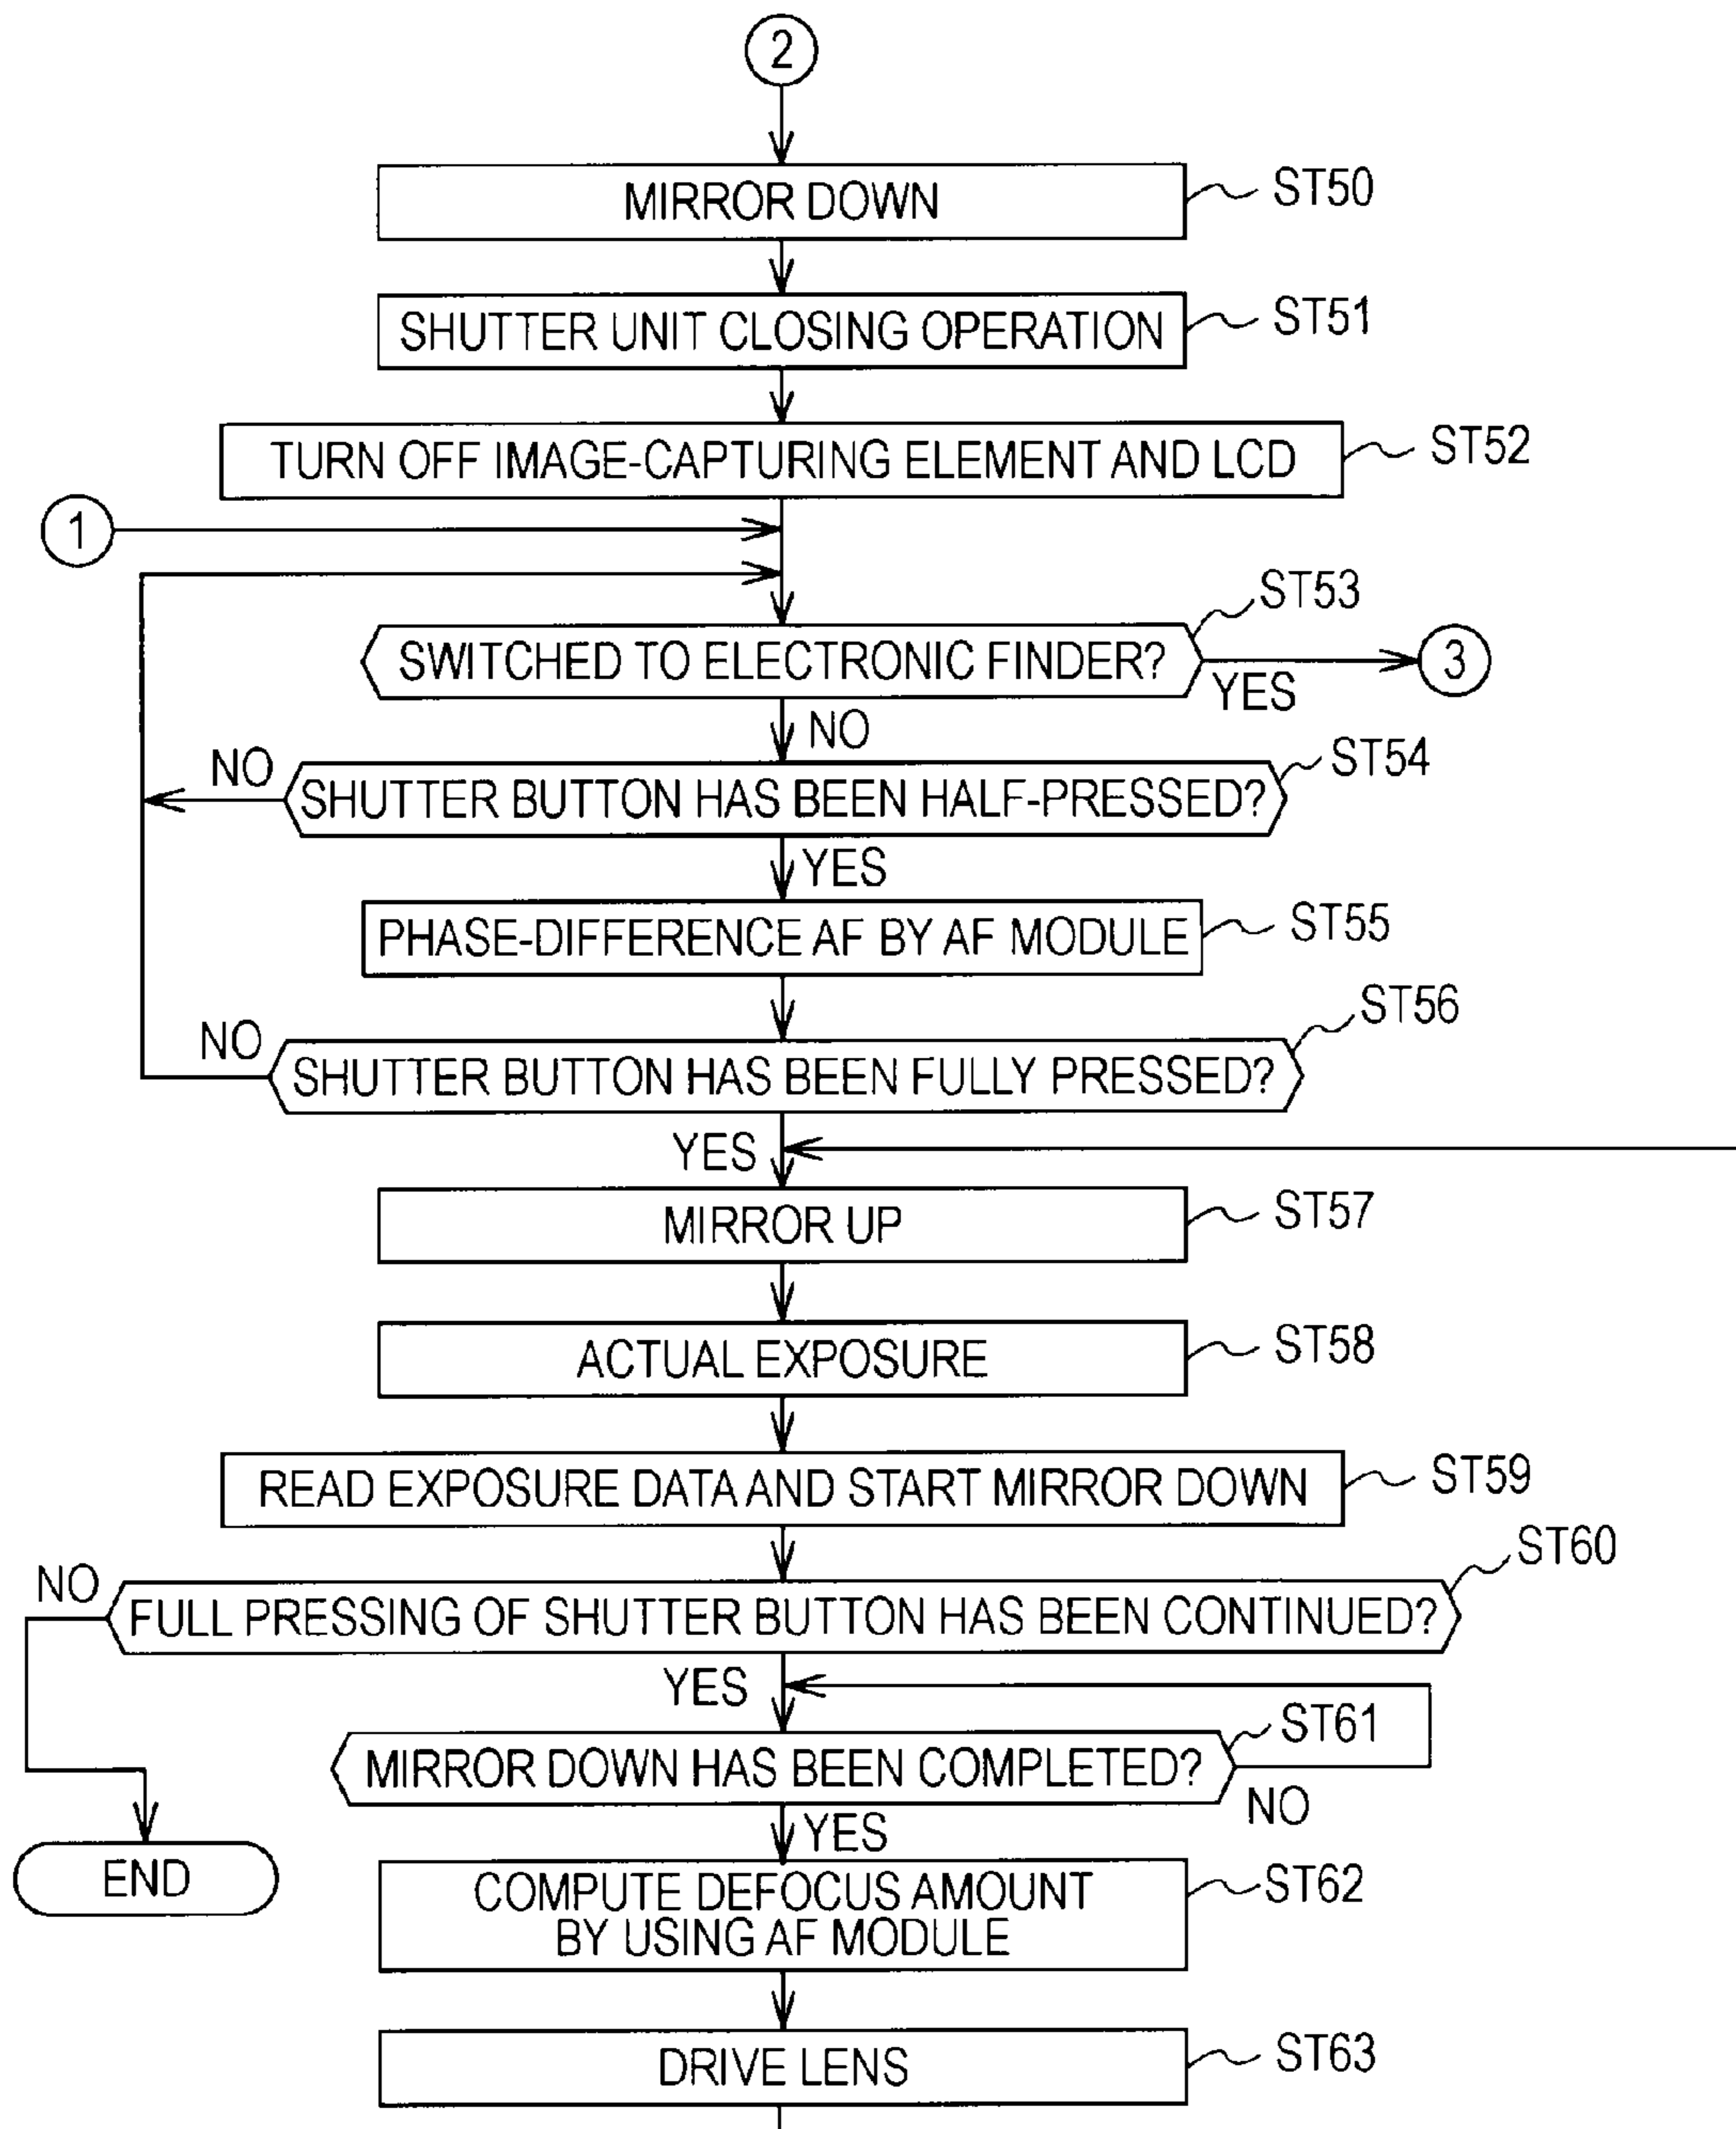 2
MIRROR DOWN
ST50
SHUTTER UNIT CLOSING OPERATION
ST51
TURN OFF IMAGE-CAPTURING ELEMENT AND LCD
ST52
1
ST53
SWITCHED TO ELECTRONIC FINDER?
3
YES
NO
ST54
NO
SHUTTER BUTTON HAS BEEN HALF-PRESSED?
YES
PHASE-DIFFERENCE AF BY AF MODULE
ST55
ST56
NO
SHUTTER BUTTON HAS BEEN FULLY PRESSED?
YES
MIRROR UP
ST57
ACTUAL EXPOSURE
ST58
READ EXPOSURE DATA AND START MIRROR DOWN
ST59
ST60
NO
FULL PRESSING OF SHUTTER BUTTON HAS BEEN CONTINUED?
YES
ST61
MIRROR DOWN HAS BEEN COMPLETED?
NO
YES
END
COMPUTE DEFOCUS AMOUNT
BY USING AF MODULE
ST62
DRIVE LENS
ST63